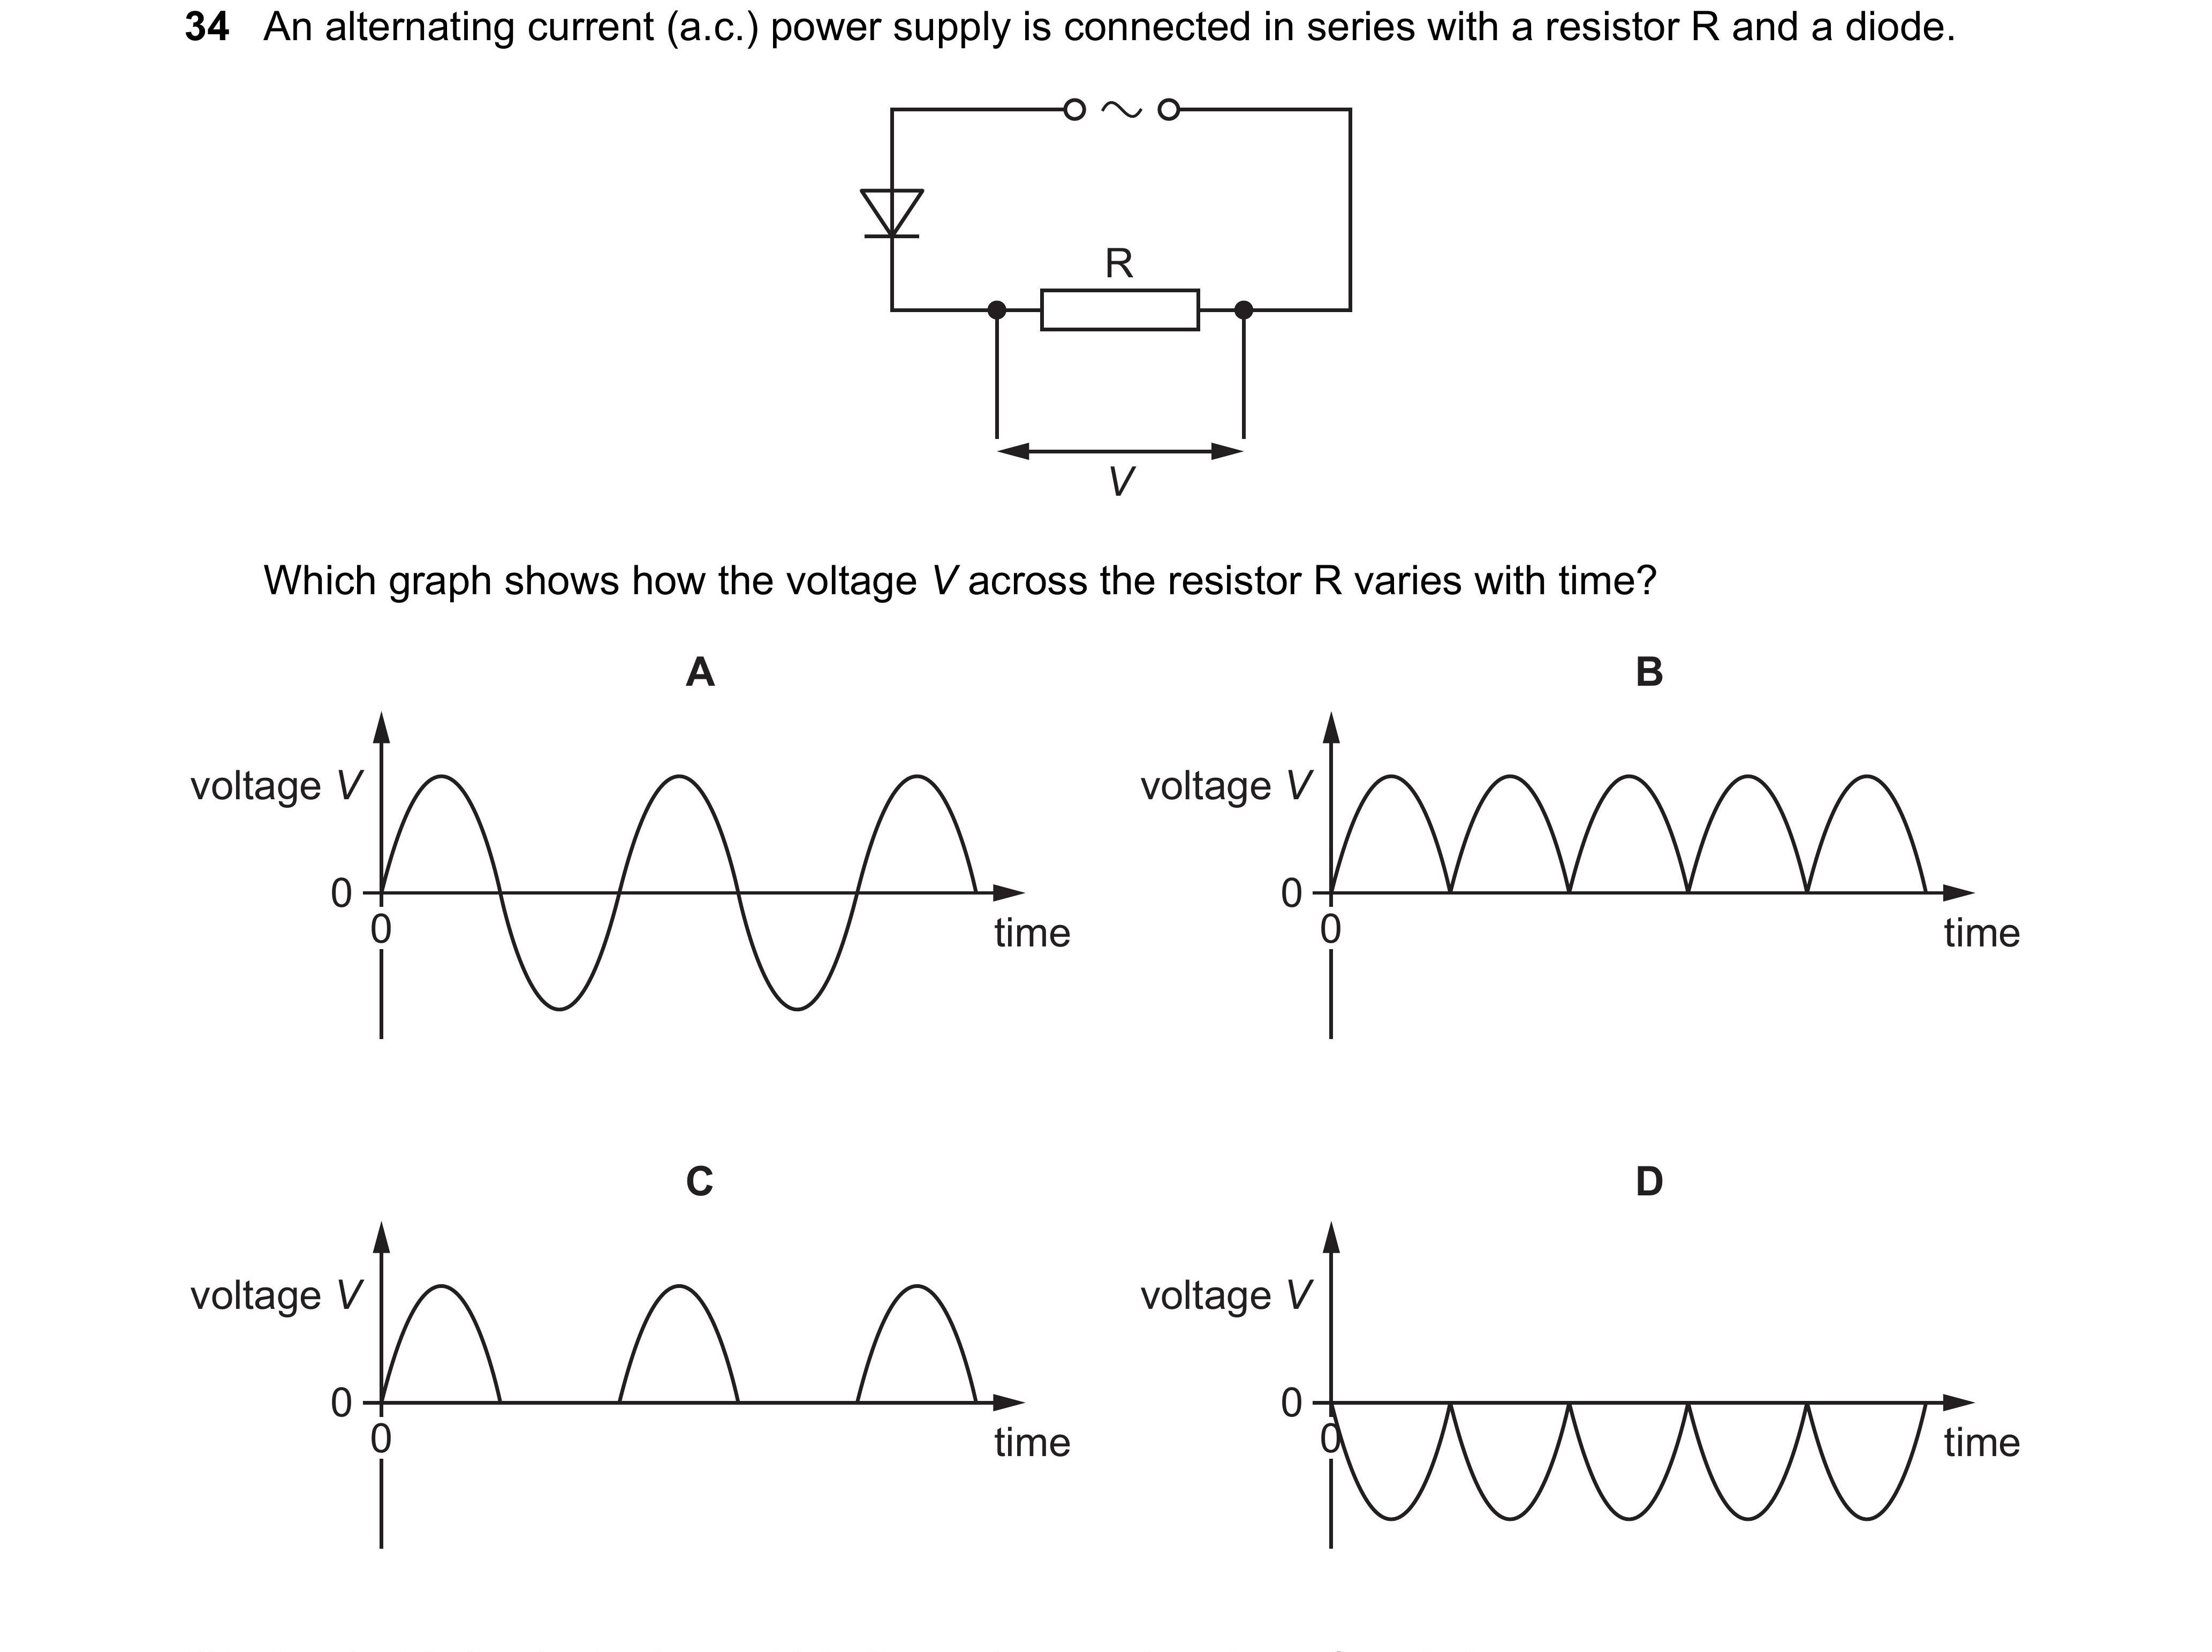 34 An alternating current (a.c.) power supply is connected in series with a resistor R and a diode.
R
V
Which graph shows how the voltage V across the resistor R varies with time?
A
B
voltage V
voltage V
0
0
0
0
time
time
C
D
voltage V
voltage V
0
0
0
0
time
time